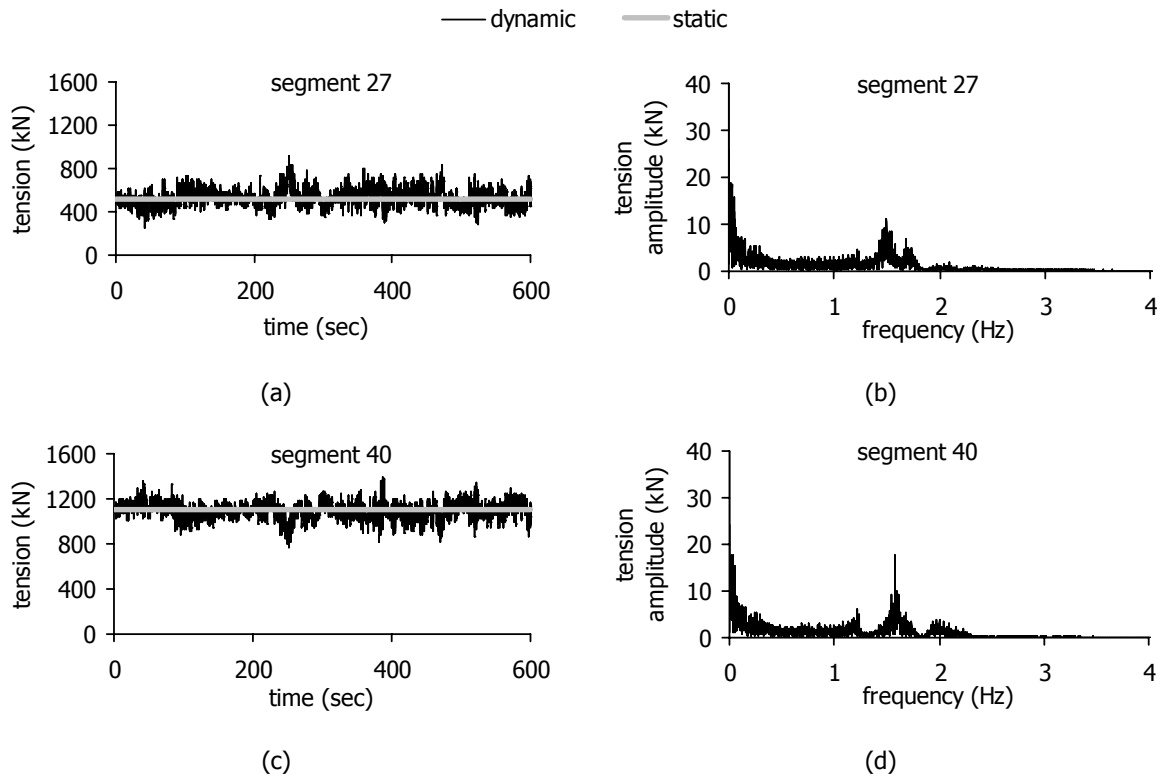 dynamic static
segment 27
tension (kN)
1600
1200
800
400
0
0 200 400 600
time (sec)
(a)
segment 27
tension
amplitude (kN)
40
30
20
10
0
0 1 2 3 4
frequency (Hz)
(b)
segment 40
tension (kN)
1600
1200
800
400
0
0 200 400 600
time (sec)
(c)
segment 40
tension
amplitude (kN)
40
30
20
10
0
0 1 2 3 4
frequency (Hz)
(d)